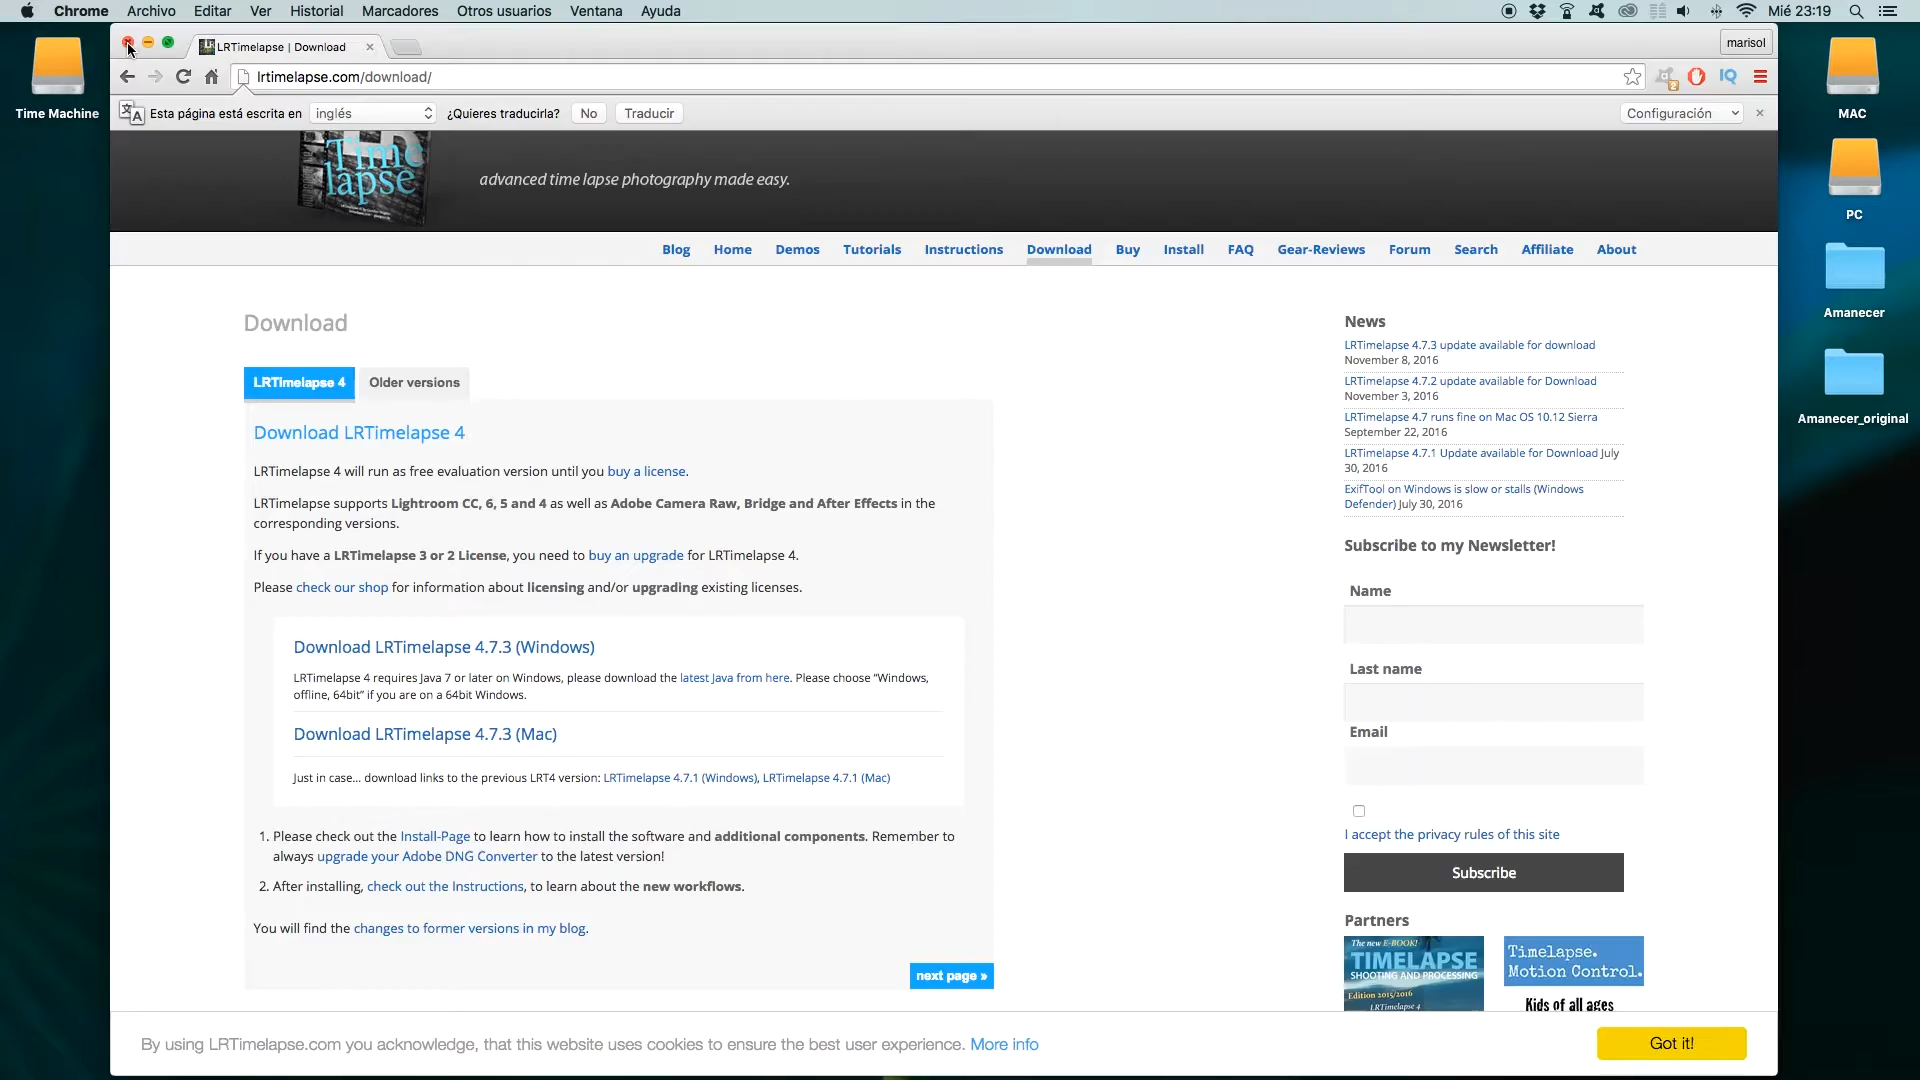 Chrome Archivo Editar Ver Historial Marcadores Otros usuarios Ventana Ayuda Mié 23:19
LRTimelapse | Download
marisol
lrtimelapse.com/download/
Esta página está escrita en inglés ¿Quieres traducirla? No Traducir Configuración
Time Machine
MAC
PC
Amanecer
Amanecer_original
Time
lapse
advanced time lapse photography made easy.
Blog Home Demos Tutorials Instructions Download Buy Install FAQ Gear-Reviews Forum Search Affiliate About
Download
LRTimelapse 4 Older versions
Download LRTimelapse 4
LRTimelapse 4 will run as free evaluation version until you buy a license.
LRTimelapse supports Lightroom CC, 6, 5 and 4 as well as Adobe Camera Raw, Bridge and After Effects in the
corresponding versions.
If you have a LRTimelapse 3 or 2 License, you need to buy an upgrade for LRTimelapse 4.
Please check our shop for information about licensing and/or upgrading existing licenses.
Download LRTimelapse 4.7.3 (Windows)
LRTimelapse 4 requires Java 7 or later on Windows, please download the latest Java from here. Please choose "Windows,
offline, 64bit" if you are on a 64bit Windows.
Download LRTimelapse 4.7.3 (Mac)
Just in case… download links to the previous LRT4 version: LRTimelapse 4.7.1 (Windows), LRTimelapse 4.7.1 (Mac)
1. Please check out the Install-Page to learn how to install the software and additional components. Remember to
always upgrade your Adobe DNG Converter to the latest version!
2. After installing, check out the Instructions, to learn about the new workflows.
You will find the changes to former versions in my blog.
next page »
News
LRTimelapse 4.7.3 update available for download
November 8, 2016
LRTimelapse 4.7.2 update available for Download
November 3, 2016
LRTimelapse 4.7 runs fine on Mac OS 10.12 Sierra
September 22, 2016
LRTimelapse 4.7.1 Update available for Download July
30, 2016
ExifTool on Windows is slow or stalls (Windows
Defender) July 30, 2016
Subscribe to my Newsletter!
Name
Last name
Email
I accept the privacy rules of this site
Subscribe
Partners
The new E-BOOK!
TIMELAPSE
SHOOTING AND PROCESSING
Edition 2015/2016
LRTimelapse 4
Timelapse.
Motion Control.
Kids of all ages
By using LRTimelapse.com you acknowledge, that this website uses cookies to ensure the best user experience. More info
Got it!